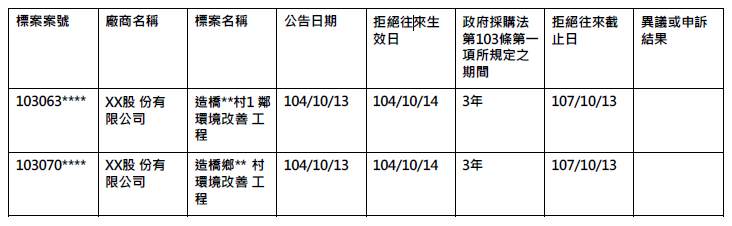 標案案號 廠商名稱 標案名稱 公告日期 拒絕往來生 政府採購法 拒絕往來截 異議或申訴
效日 第103條第一 止日 結果
項所規定之
期間
103063**** XX股 份有 造橋**村1 鄰 104/10/13 104/10/14 3年 107/10/13
限公司 環境改善 工
程
103070**** XX股 份有 造橋鄉** 村 104/10/13 104/10/14 3年 107/10/13
限公司 環境改善 工
程